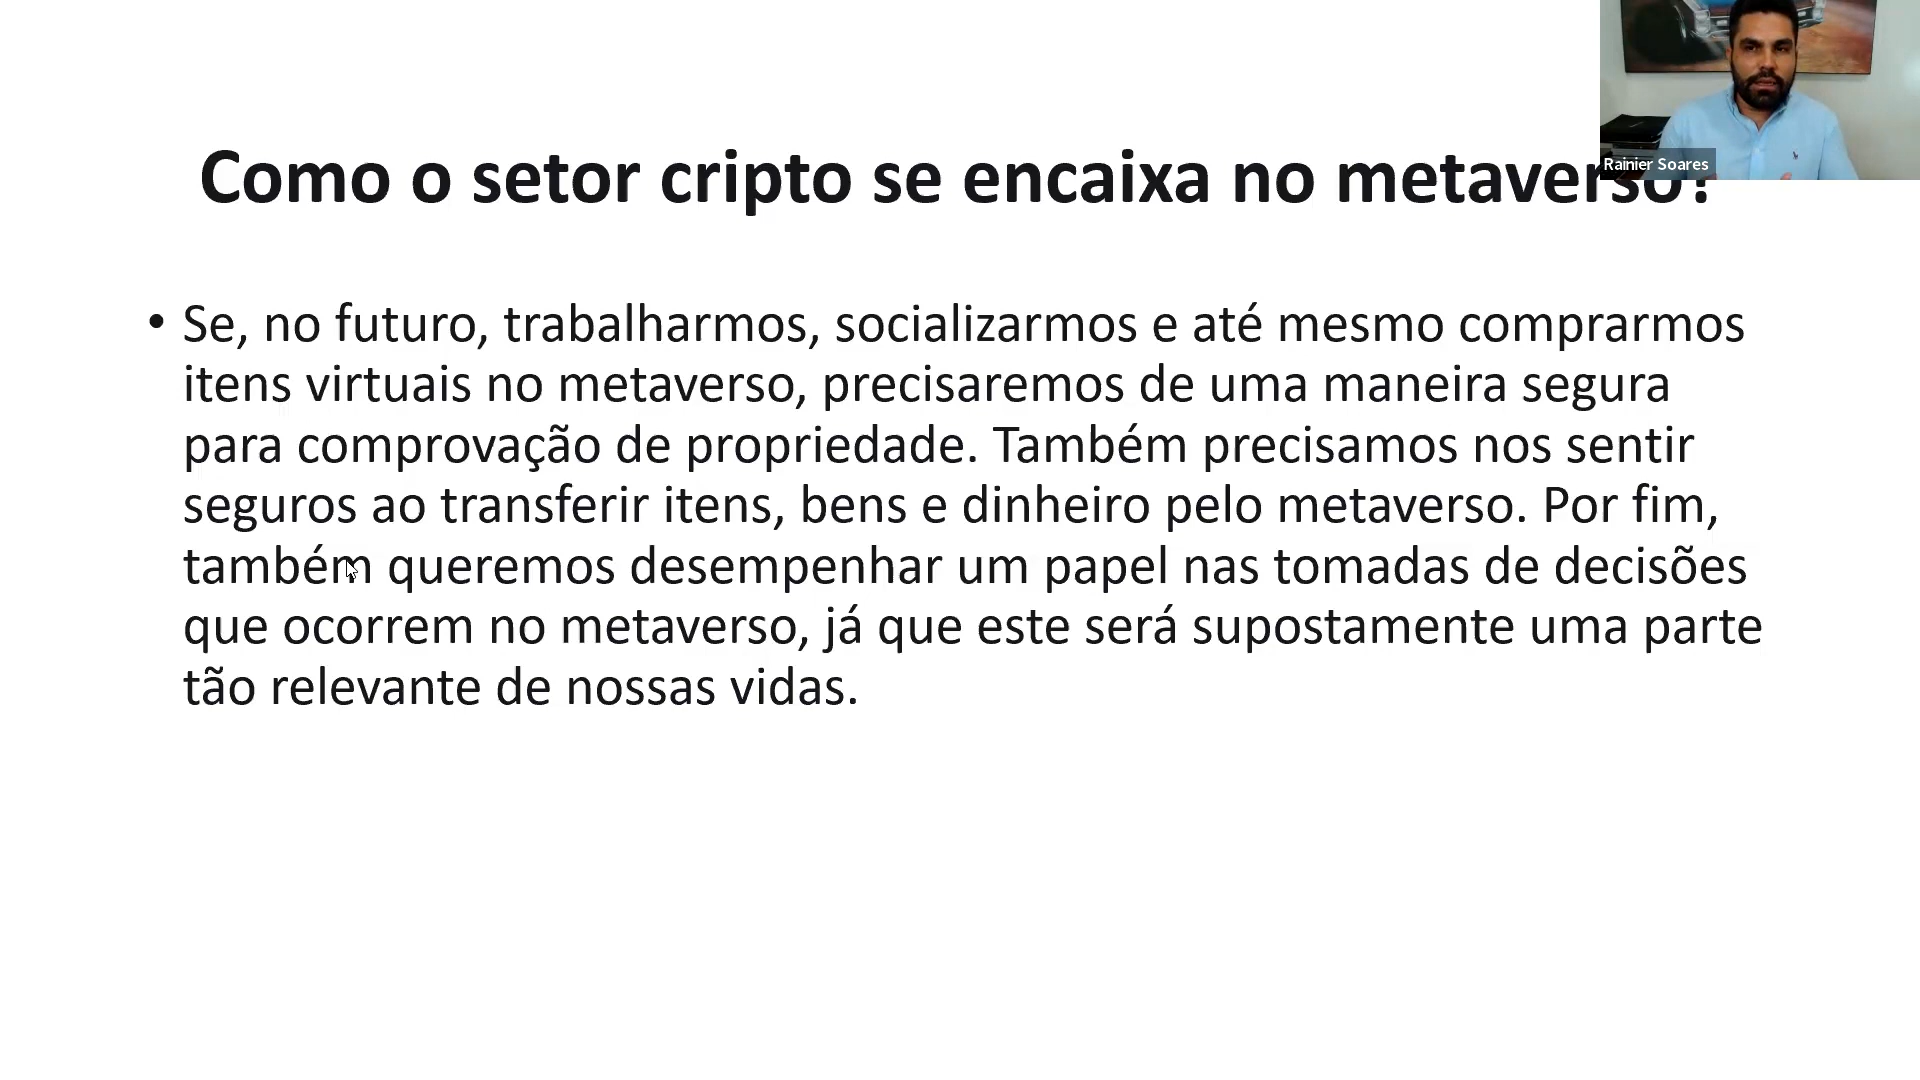 Rainier Soares
Como o setor cripto se encaixa no metaverso?
• Se, no futuro, trabalharmos, socializarmos e até mesmo comprarmos
itens virtuais no metaverso, precisaremos de uma maneira segura
para comprovação de propriedade. Também precisamos nos sentir
seguros ao transferir itens, bens e dinheiro pelo metaverso. Por fim,
também queremos desempenhar um papel nas tomadas de decisões
que ocorrem no metaverso, já que este será supostamente uma parte
tão relevante de nossas vidas.